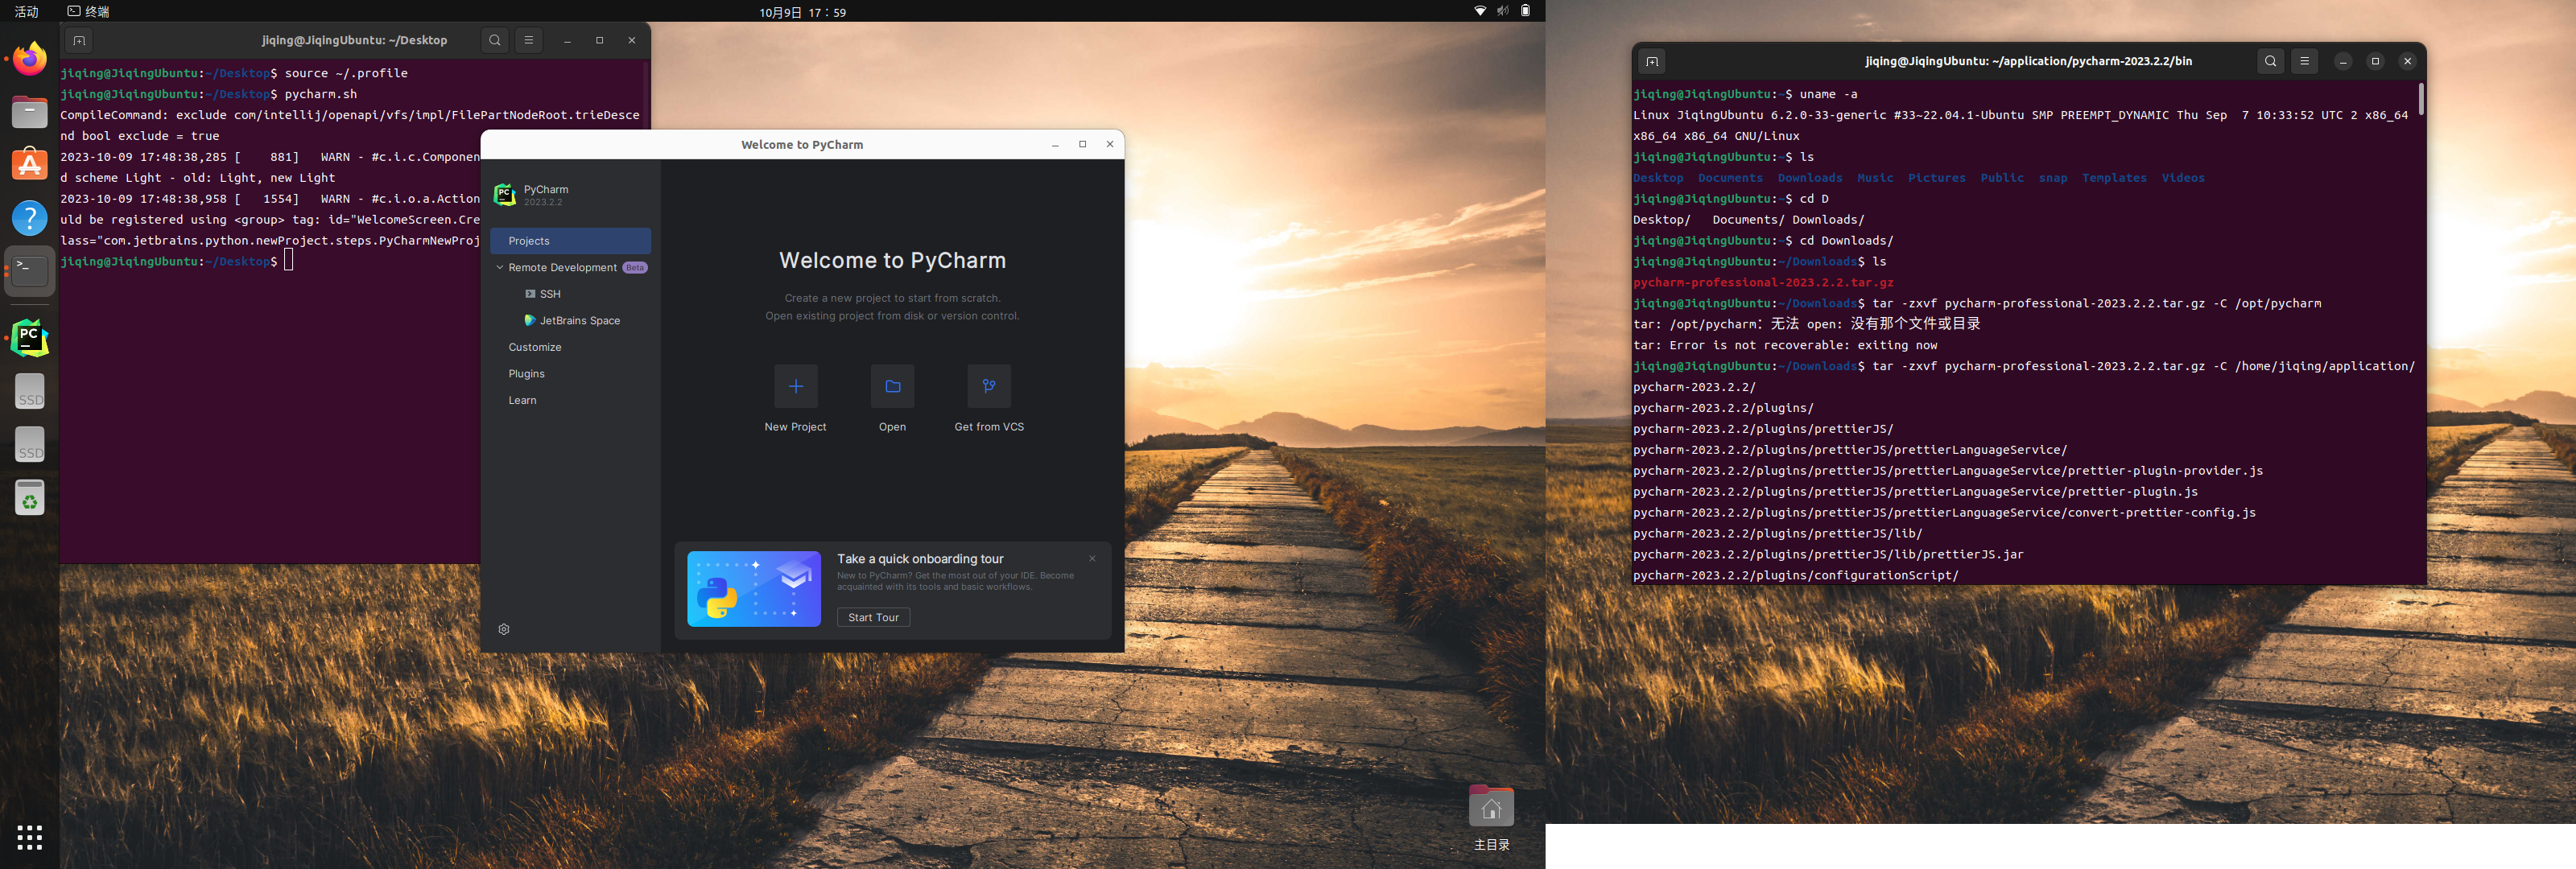 活动
终端
10月9日 17：59
jiqing@JiqingUbuntu: ~/Desktop
jiqing@JiqingUbuntu:~/Desktop$ source ~/.profile
jiqing@JiqingUbuntu:~/Desktop$ pycharm.sh
CompileCommand: exclude com/intellij/openapi/vfs/impl/FilePartNodeRoot.trieDesce
nd bool exclude = true
2023-10-09 17:48:38,285 [    881]   WARN - #c.i.c.Componen
d scheme Light - old: Light, new Light
2023-10-09 17:48:38,958 [   1554]   WARN - #c.i.o.a.Action
uld be registered using <group> tag: id="WelcomeScreen.Cre
lass="com.jetbrains.python.newProject.steps.PyCharmNewProj
jiqing@JiqingUbuntu:~/Desktop$
SSD
SSD
Welcome to PyCharm
PC
PyCharm
2023.2.2
Projects
Remote Development Beta
SSH
JetBrains Space
Customize
Plugins
Learn
Welcome to PyCharm
Create a new project to start from scratch.
Open existing project from disk or version control.
New Project
Open
Get from VCS
Take a quick onboarding tour
New to PyCharm? Get the most out of your IDE. Become
acquainted with its tools and basic workflows.
Start Tour
PC
主目录
jiqing@JiqingUbuntu: ~/application/pycharm-2023.2.2/bin
jiqing@JiqingUbuntu:~$ uname -a
Linux JiqingUbuntu 6.2.0-33-generic #33~22.04.1-Ubuntu SMP PREEMPT_DYNAMIC Thu Sep  7 10:33:52 UTC 2 x86_64
x86_64 x86_64 GNU/Linux
jiqing@JiqingUbuntu:~$ ls
Desktop  Documents  Downloads  Music  Pictures  Public  snap  Templates  Videos
jiqing@JiqingUbuntu:~$ cd D
Desktop/   Documents/ Downloads/
jiqing@JiqingUbuntu:~$ cd Downloads/
jiqing@JiqingUbuntu:~/Downloads$ ls
pycharm-professional-2023.2.2.tar.gz
jiqing@JiqingUbuntu:~/Downloads$ tar -zxvf pycharm-professional-2023.2.2.tar.gz -C /opt/pycharm
tar: /opt/pycharm：无法 open: 没有那个文件或目录
tar: Error is not recoverable: exiting now
jiqing@JiqingUbuntu:~/Downloads$ tar -zxvf pycharm-professional-2023.2.2.tar.gz -C /home/jiqing/application/
pycharm-2023.2.2/
pycharm-2023.2.2/plugins/
pycharm-2023.2.2/plugins/prettierJS/
pycharm-2023.2.2/plugins/prettierJS/prettierLanguageService/
pycharm-2023.2.2/plugins/prettierJS/prettierLanguageService/prettier-plugin-provider.js
pycharm-2023.2.2/plugins/prettierJS/prettierLanguageService/prettier-plugin.js
pycharm-2023.2.2/plugins/prettierJS/prettierLanguageService/convert-prettier-config.js
pycharm-2023.2.2/plugins/prettierJS/lib/
pycharm-2023.2.2/plugins/prettierJS/lib/prettierJS.jar
pycharm-2023.2.2/plugins/configurationScript/